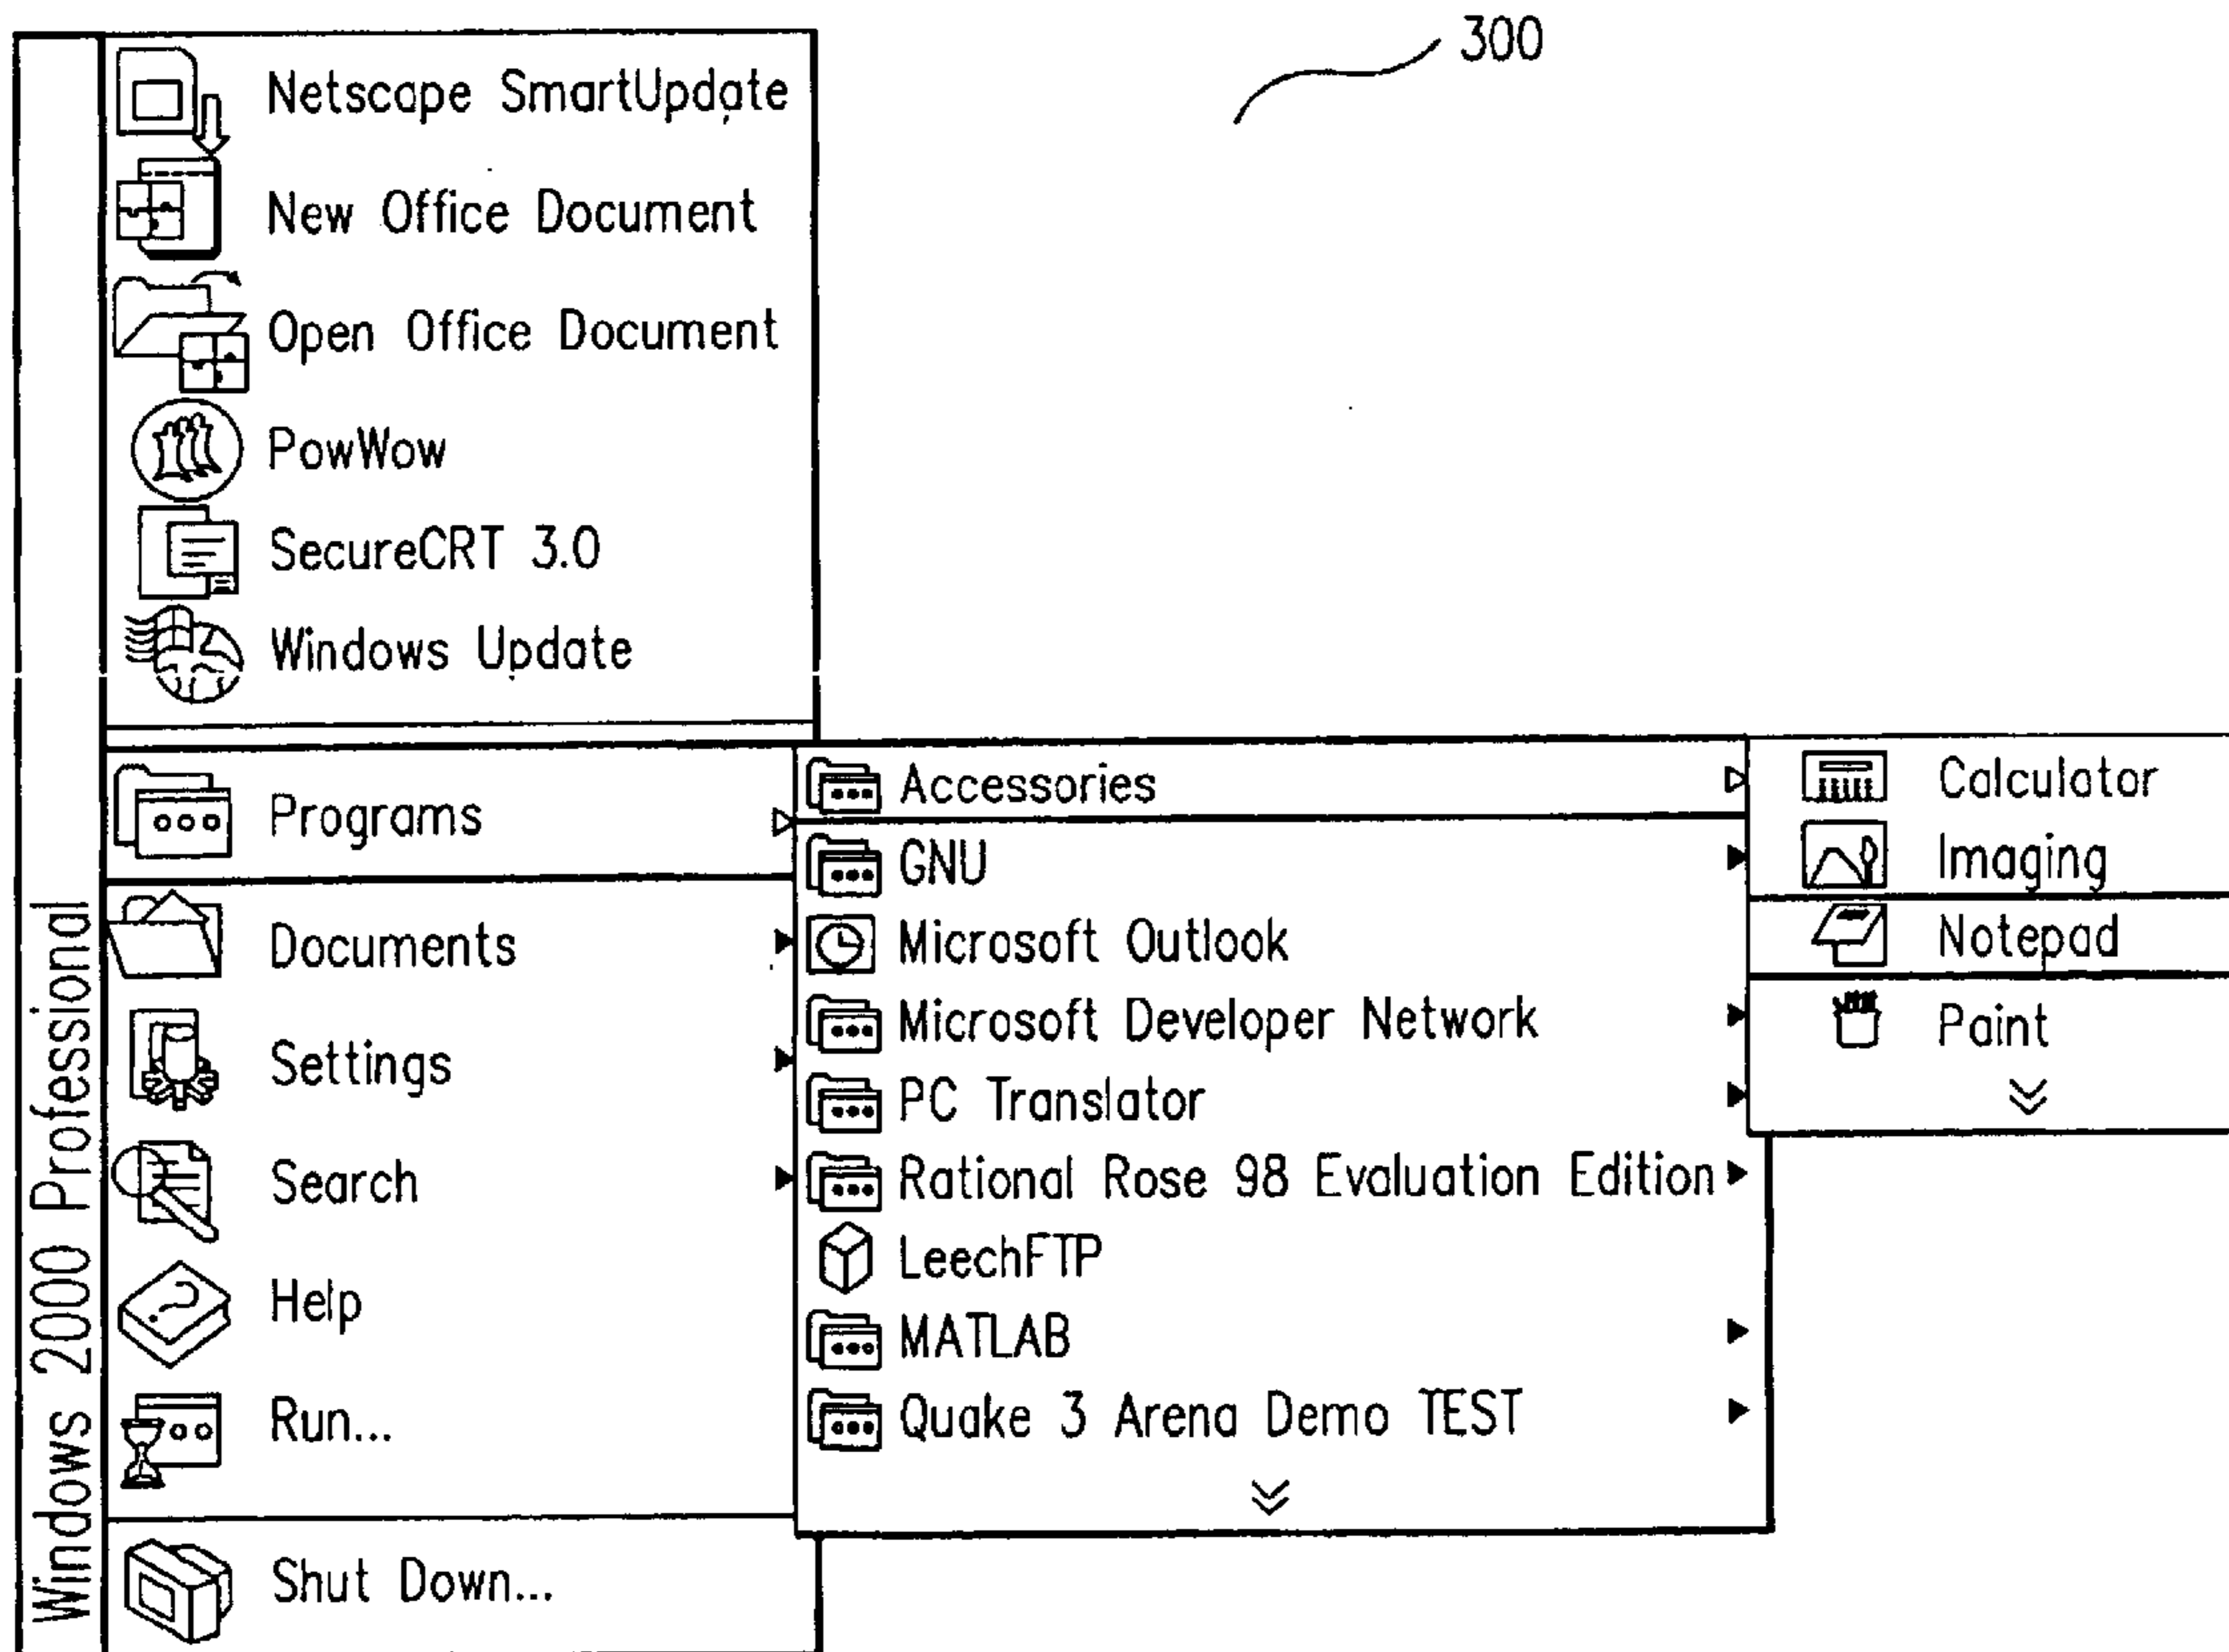 300
Netscape SmartUpdate
New Office Document
Open Office Document
PowWow
SecureCRT 3.0
Windows Update
Programs
Documents
Settings
Search
Help
Run...
Shut Down...
Windows 2000 Professional
Accessories
GNU
Microsoft Outlook
Microsoft Developer Network
PC Translator
Rational Rose 98 Evaluation Edition
LeechFTP
MATLAB
Quake 3 Arena Demo TEST
Calculator
Imaging
Notepad
Paint